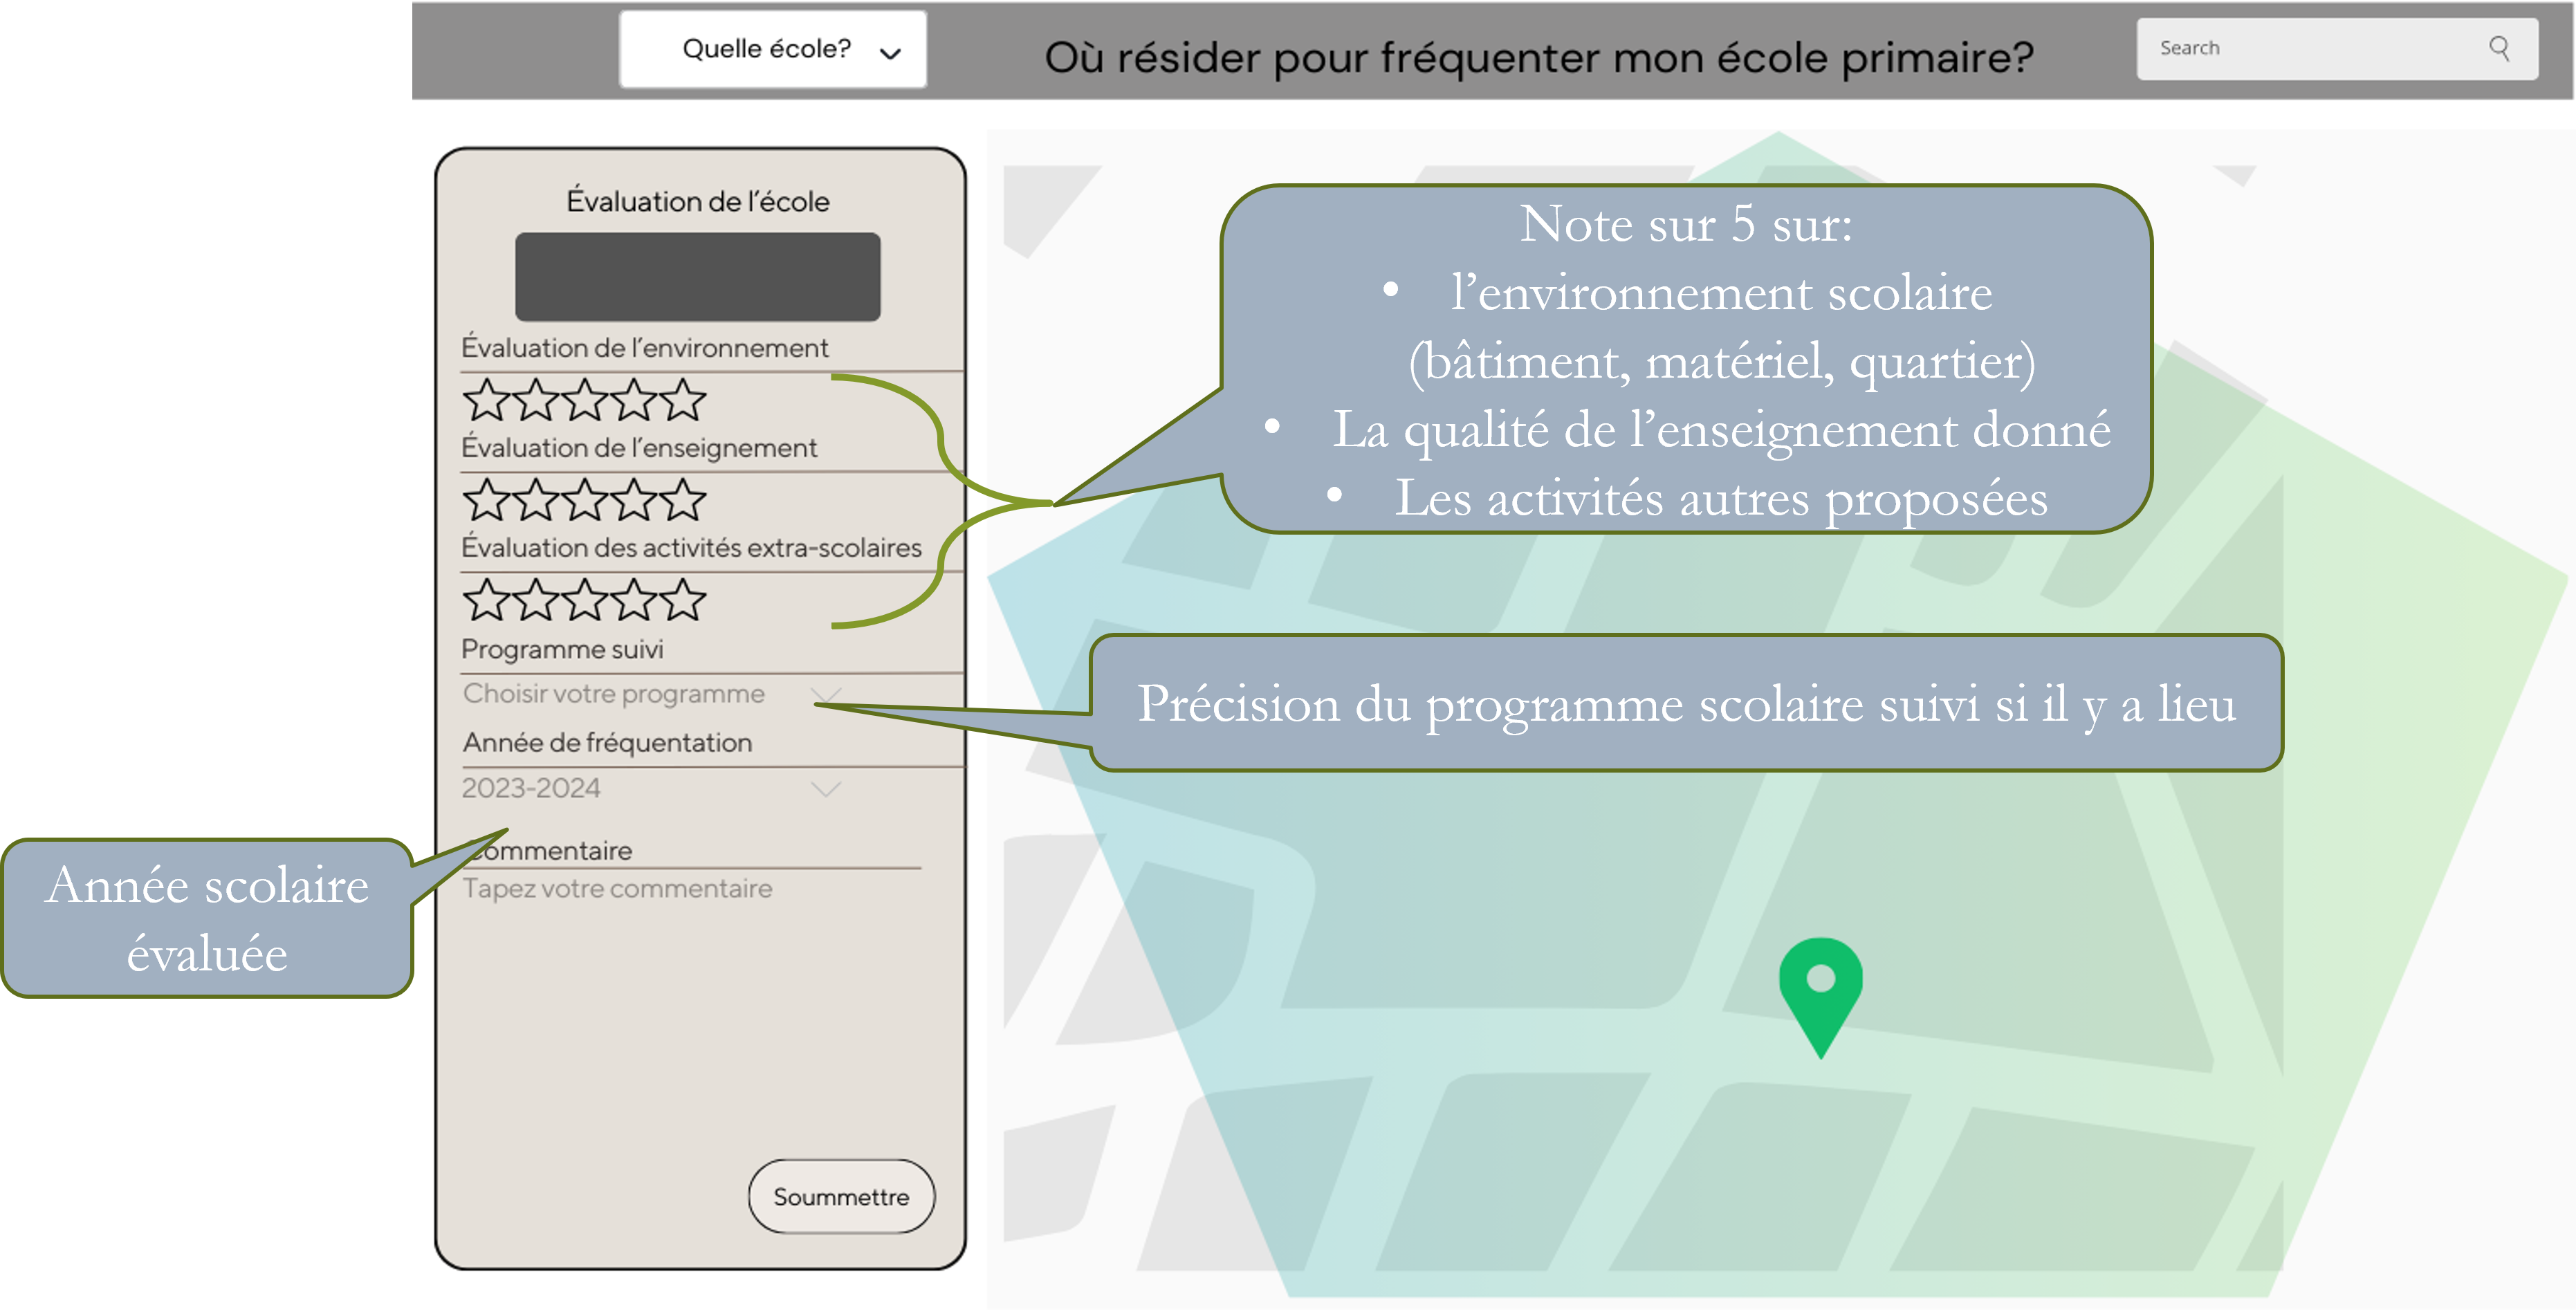 Quelle école?
Où résider pour fréquenter mon école primaire?
Search
Évaluation de l'école
Évaluation de l'environnement
Évaluation de l'enseignement
Évaluation des activités extra-scolaires
Programme suivi
Choisir votre programme
Année de fréquentation
2023-2024
Commentaire
Tapez votre commentaire
Soummettre
Note sur 5 sur:
• l'environnement scolaire
(bâtiment, matériel, quartier)
• La qualité de l'enseignement donné
• Les activités autres proposées
Précision du programme scolaire suivi si il y a lieu
Année scolaire
évaluée